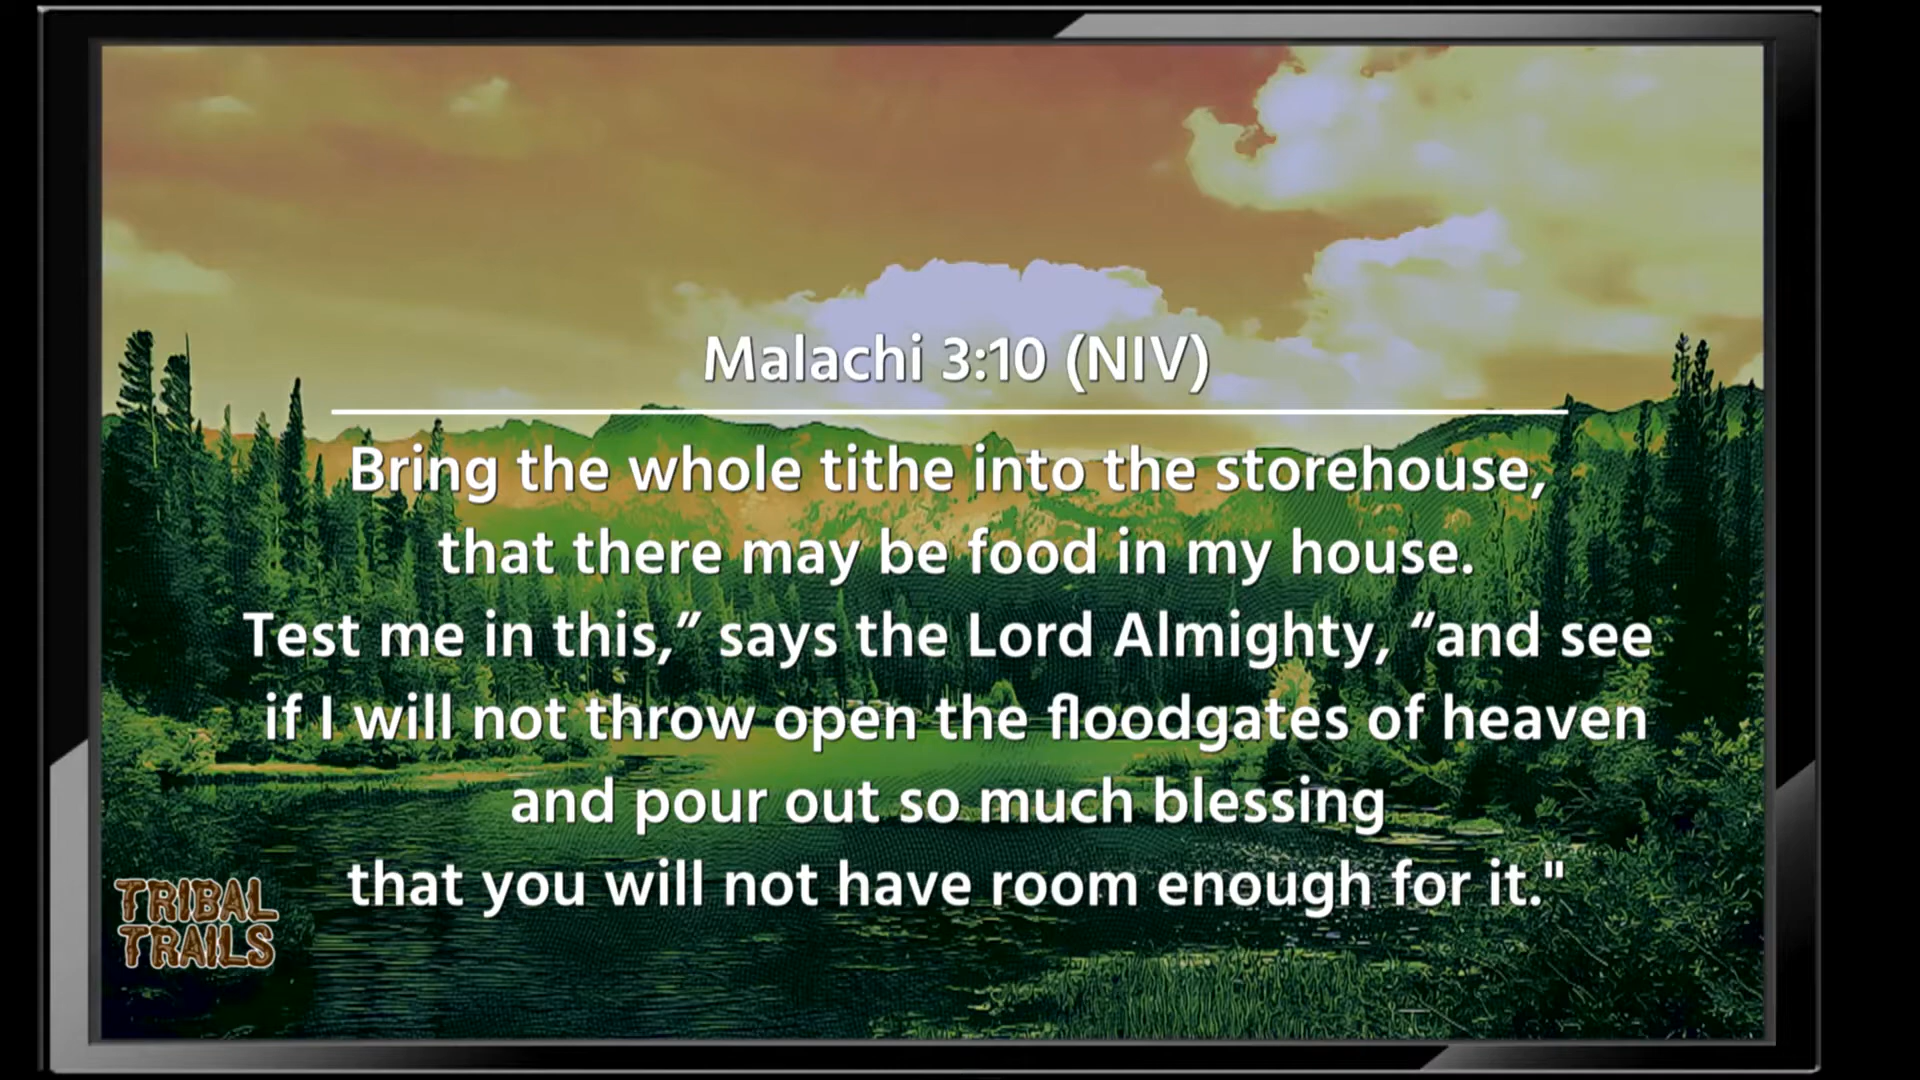 Malachi 3:10 (NIV)
Bring the whole tithe into the storehouse,
that there may be food in my house.
Test me in this,” says the Lord Almighty, “and see
if I will not throw open the floodgates of heaven
and pour out so much blessing
that you will not have room enough for it."
TRIBAL
TRAILS